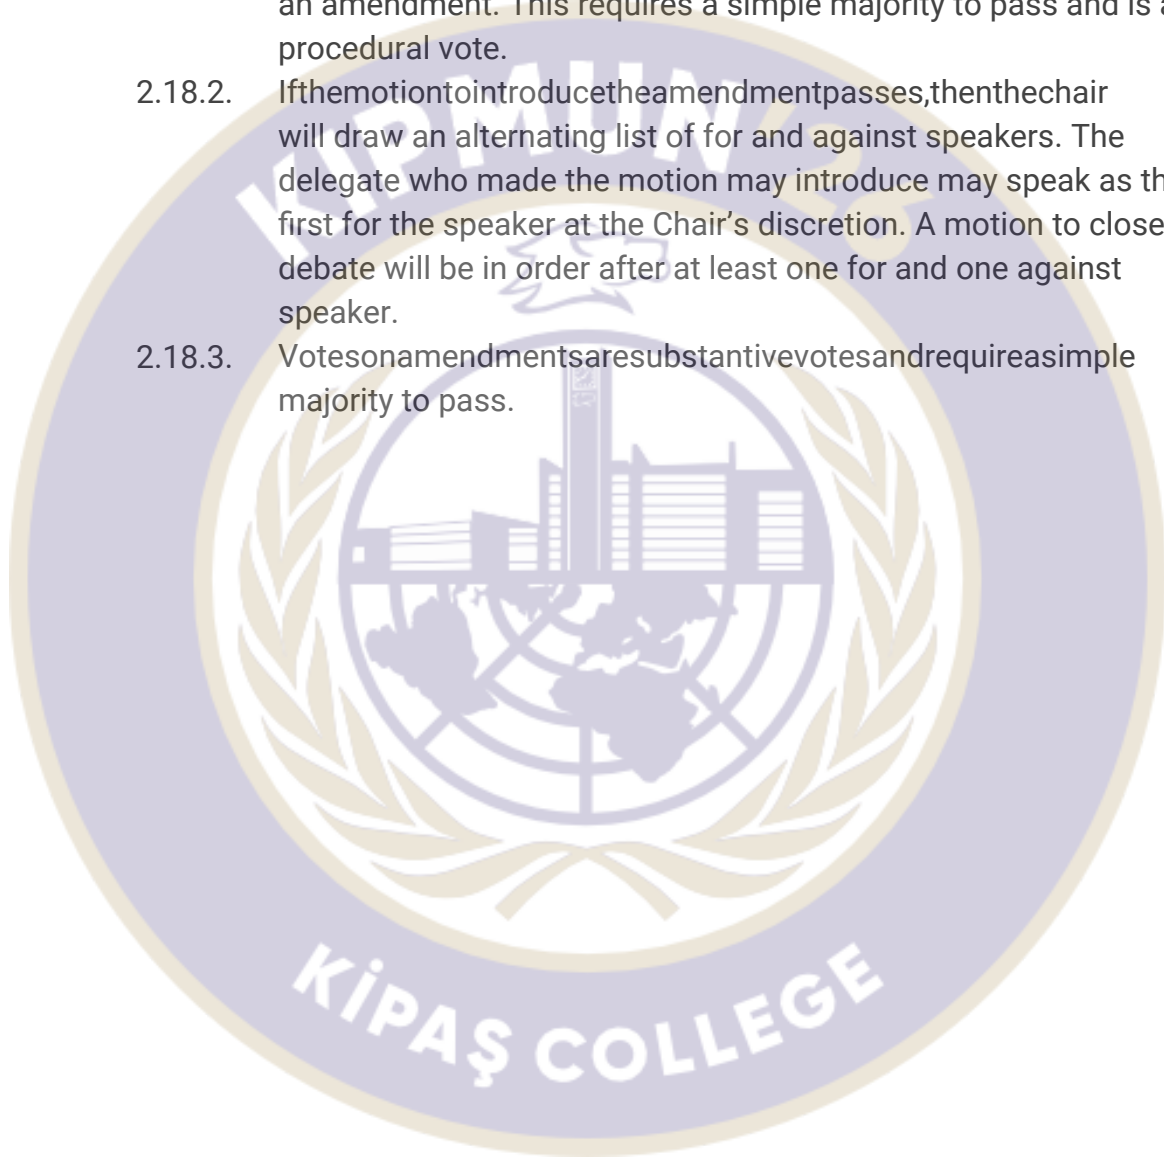 an amendment. This requires a simple majority to pass and is a
procedural vote.
2.18.2. Ifthemotiontointroducetheamendmentpasses,thenthechair
will draw an alternating list of for and against speakers. The
delegate who made the motion may introduce may speak as th
first for the speaker at the Chair’s discretion. A motion to close
debate will be in order after at least one for and one against
speaker.
2.18.3. Votesonamendmentsaresubstantivevotesandrequireasimple
majority to pass.
KIPMUN '26
KİPAŞ COLLEGE